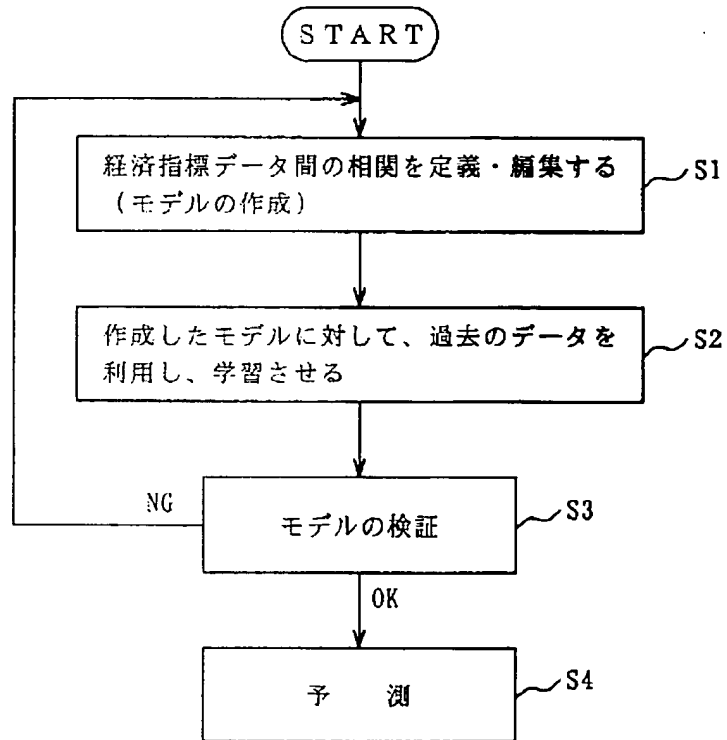 START
経済指標データ間の相関を定義・編集する
(モデルの作成)
S1
作成したモデルに対して、過去のデータを
利用し、学習させる
S2
NG
モデルの検証
S3
OK
予 測
S4